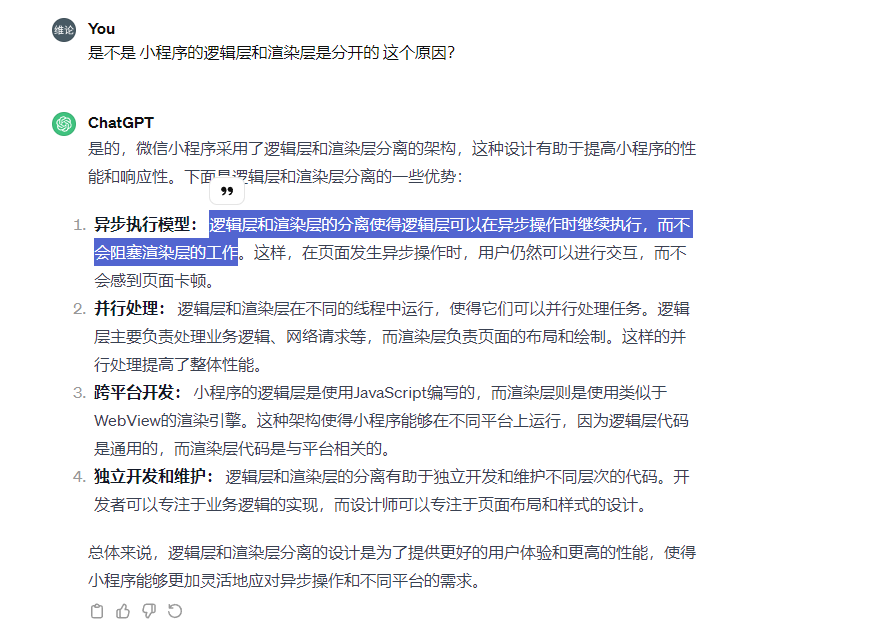 维论
You
是不是 小程序的逻辑层和渲染层是分开的 这个原因？
ChatGPT
是的，微信小程序采用了逻辑层和渲染层分离的架构，这种设计有助于提高小程序的性
能和响应性。下面是逻辑层和渲染层分离的一些优势：
1. 异步执行模型： 逻辑层和渲染层的分离使得逻辑层可以在异步操作时继续执行，而不
会阻塞渲染层的工作。这样，在页面发生异步操作时，用户仍然可以进行交互，而不
会感到页面卡顿。
2. 并行处理： 逻辑层和渲染层在不同的线程中运行，使得它们可以并行处理任务。逻辑
层主要负责处理业务逻辑、网络请求等，而渲染层负责页面的布局和绘制。这样的并
行处理提高了整体性能。
3. 跨平台开发： 小程序的逻辑层是使用JavaScript编写的，而渲染层则是使用类似于
WebView的渲染引擎。这种架构使得小程序能够在不同平台上运行，因为逻辑层代码
是通用的，而渲染层代码是与平台相关的。
4. 独立开发和维护： 逻辑层和渲染层的分离有助于独立开发和维护不同层次的代码。开
发者可以专注于业务逻辑的实现，而设计师可以专注于页面布局和样式的设计。
总体来说，逻辑层和渲染层分离的设计是为了提供更好的用户体验和更高的性能，使得
小程序能够更加灵活地应对异步操作和不同平台的需求。